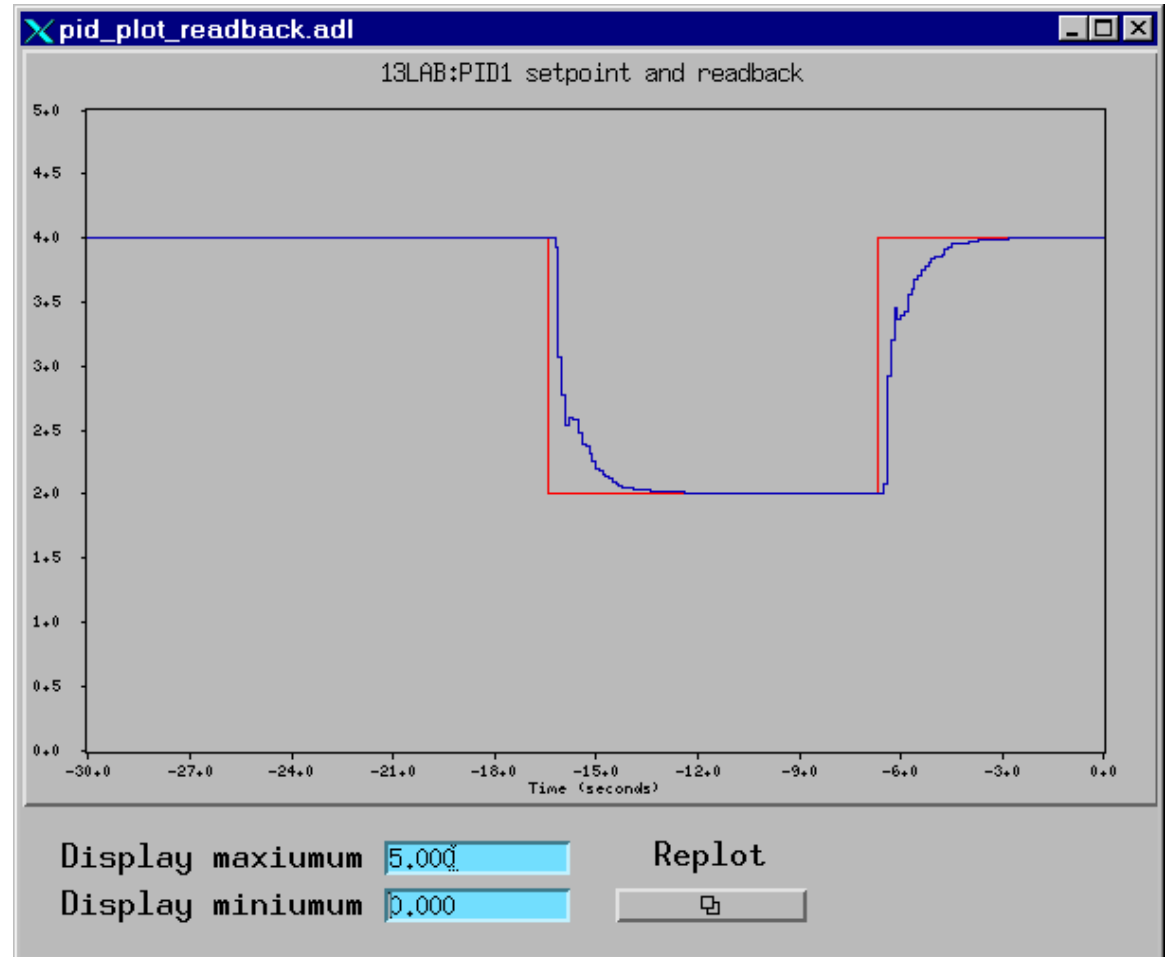 pid_plot_readback.adl
13LAB:PID1 setpoint and readback
5.0
4.5
4.0
3.5
3.0
2.5
2.0
1.5
1.0
0.5
0.0
-30.0 -27.0 -24.0 -21.0 -18.0 -15.0 -12.0 -9.0 -6.0 -3.0 0.0
Time (seconds)
Display maxiumum 5.000 Replot
Display miniumum 0.000